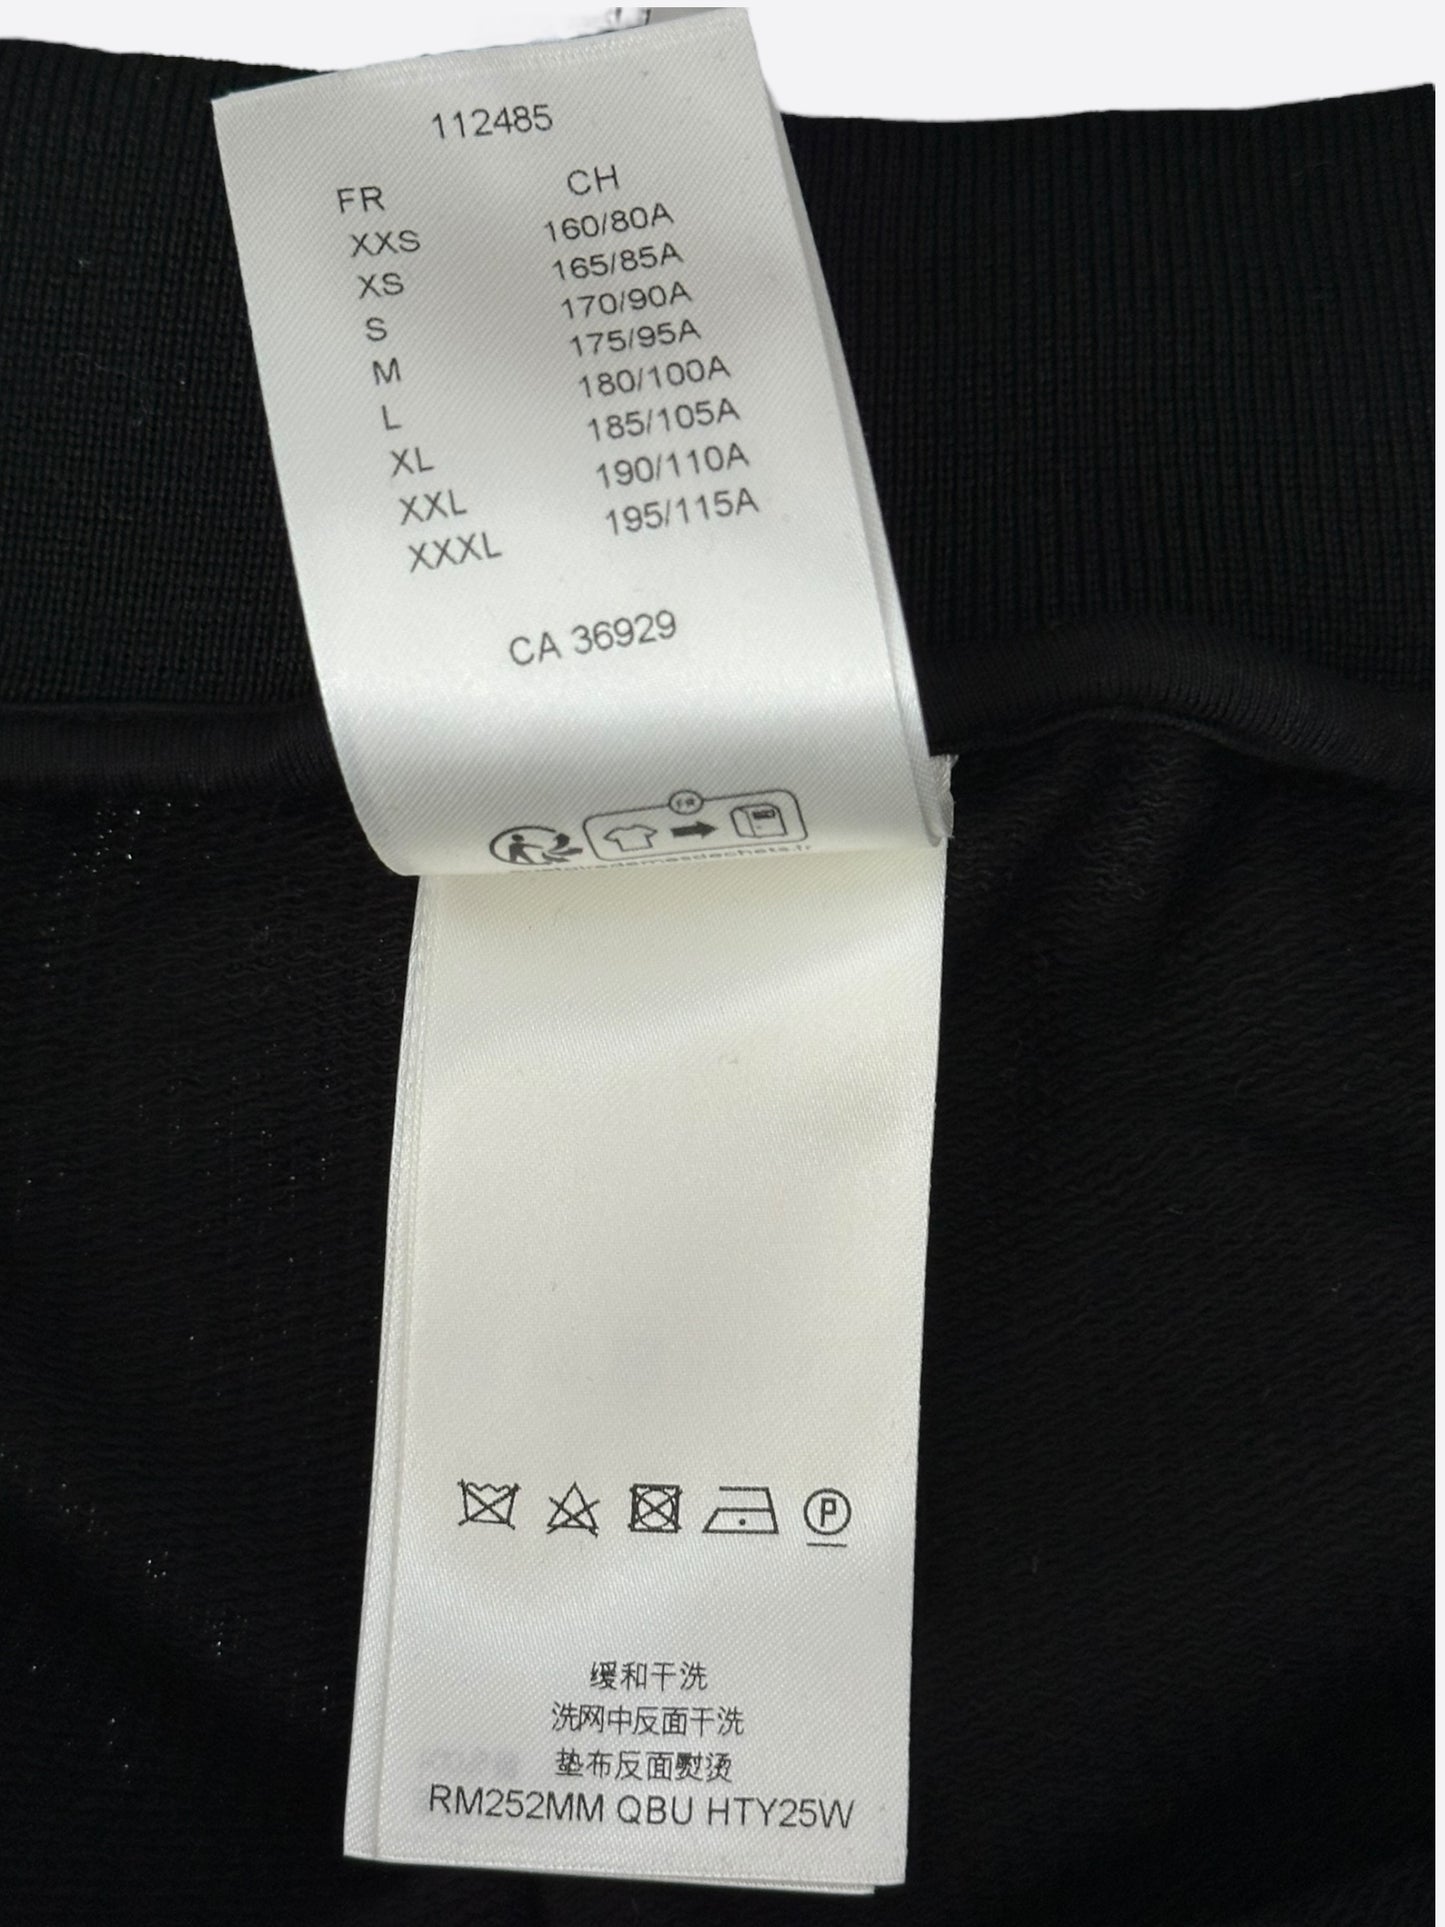 112485
FR CH
XXS 160/80A
XS 165/85A
S 170/90A
M 175/95A
L 180/100A
XL 185/105A
XXL 190/110A
XXXL 195/115A
CA 36929
FR
P
缓和干洗
洗网中反面干洗
垫布反面熨烫
RM252MM QBU HTY25W